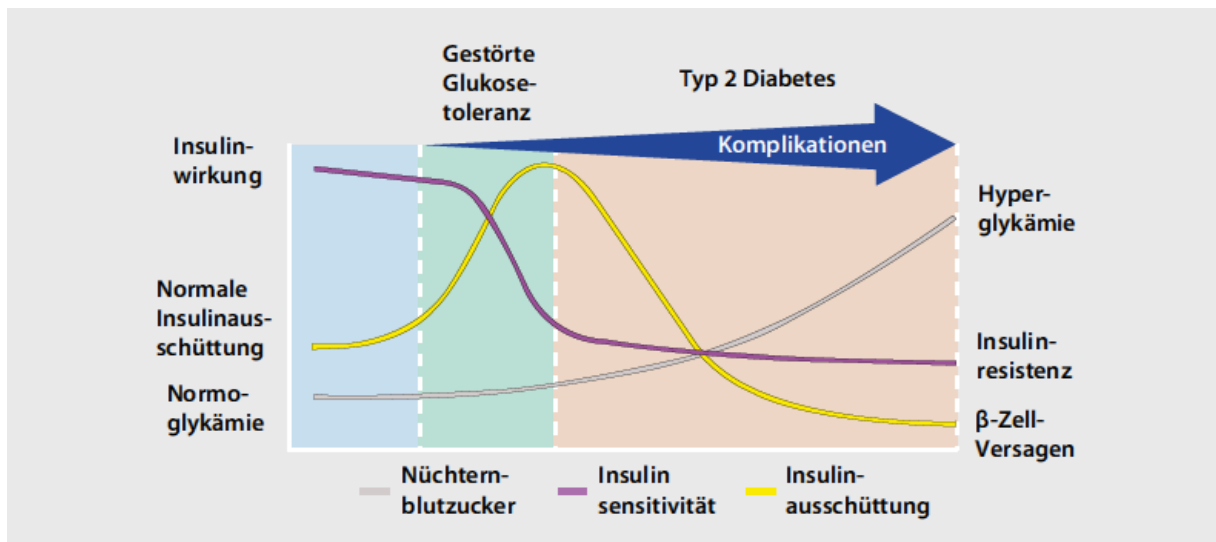 Gestörte
Glukose-
toleranz
Typ 2 Diabetes
Komplikationen
Insulin-
wirkung
Normale
Insulinaus-
schüttung
Normo-
glykämie
Hyper-
glykämie
Insulin-
resistenz
β-Zell-
Versagen
Nüchtern-
blutzucker
Insulin
sensitivität
Insulin-
ausschüttung